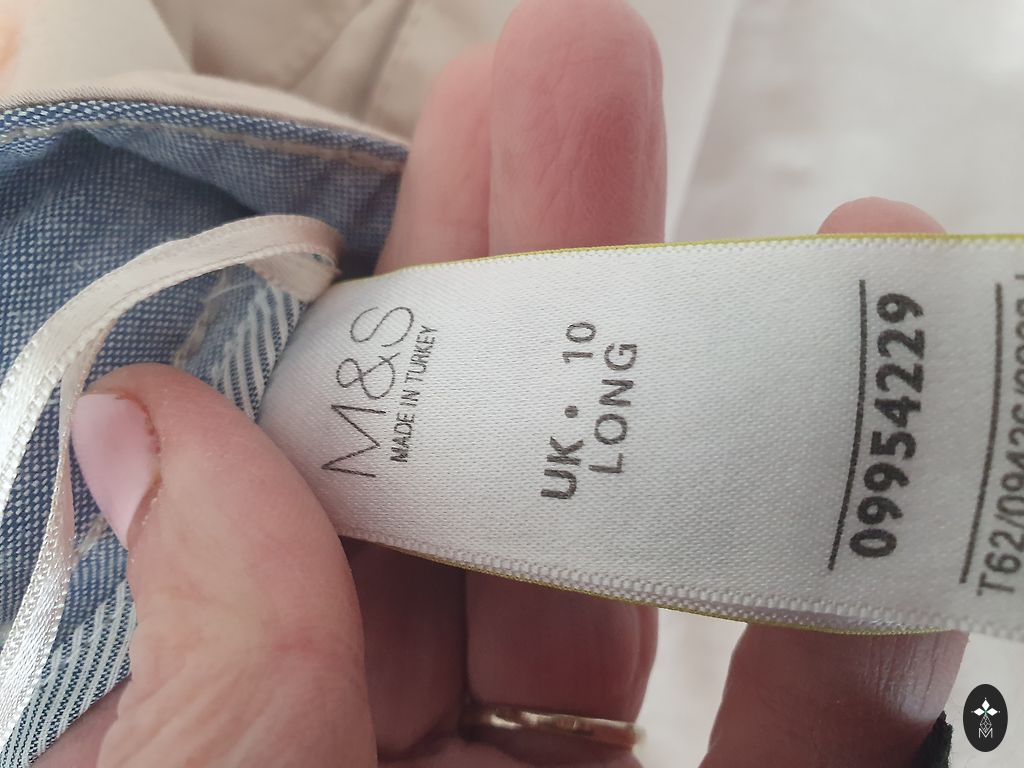 M&S
MADE IN TURKEY
UK • 10
LONG
09954229